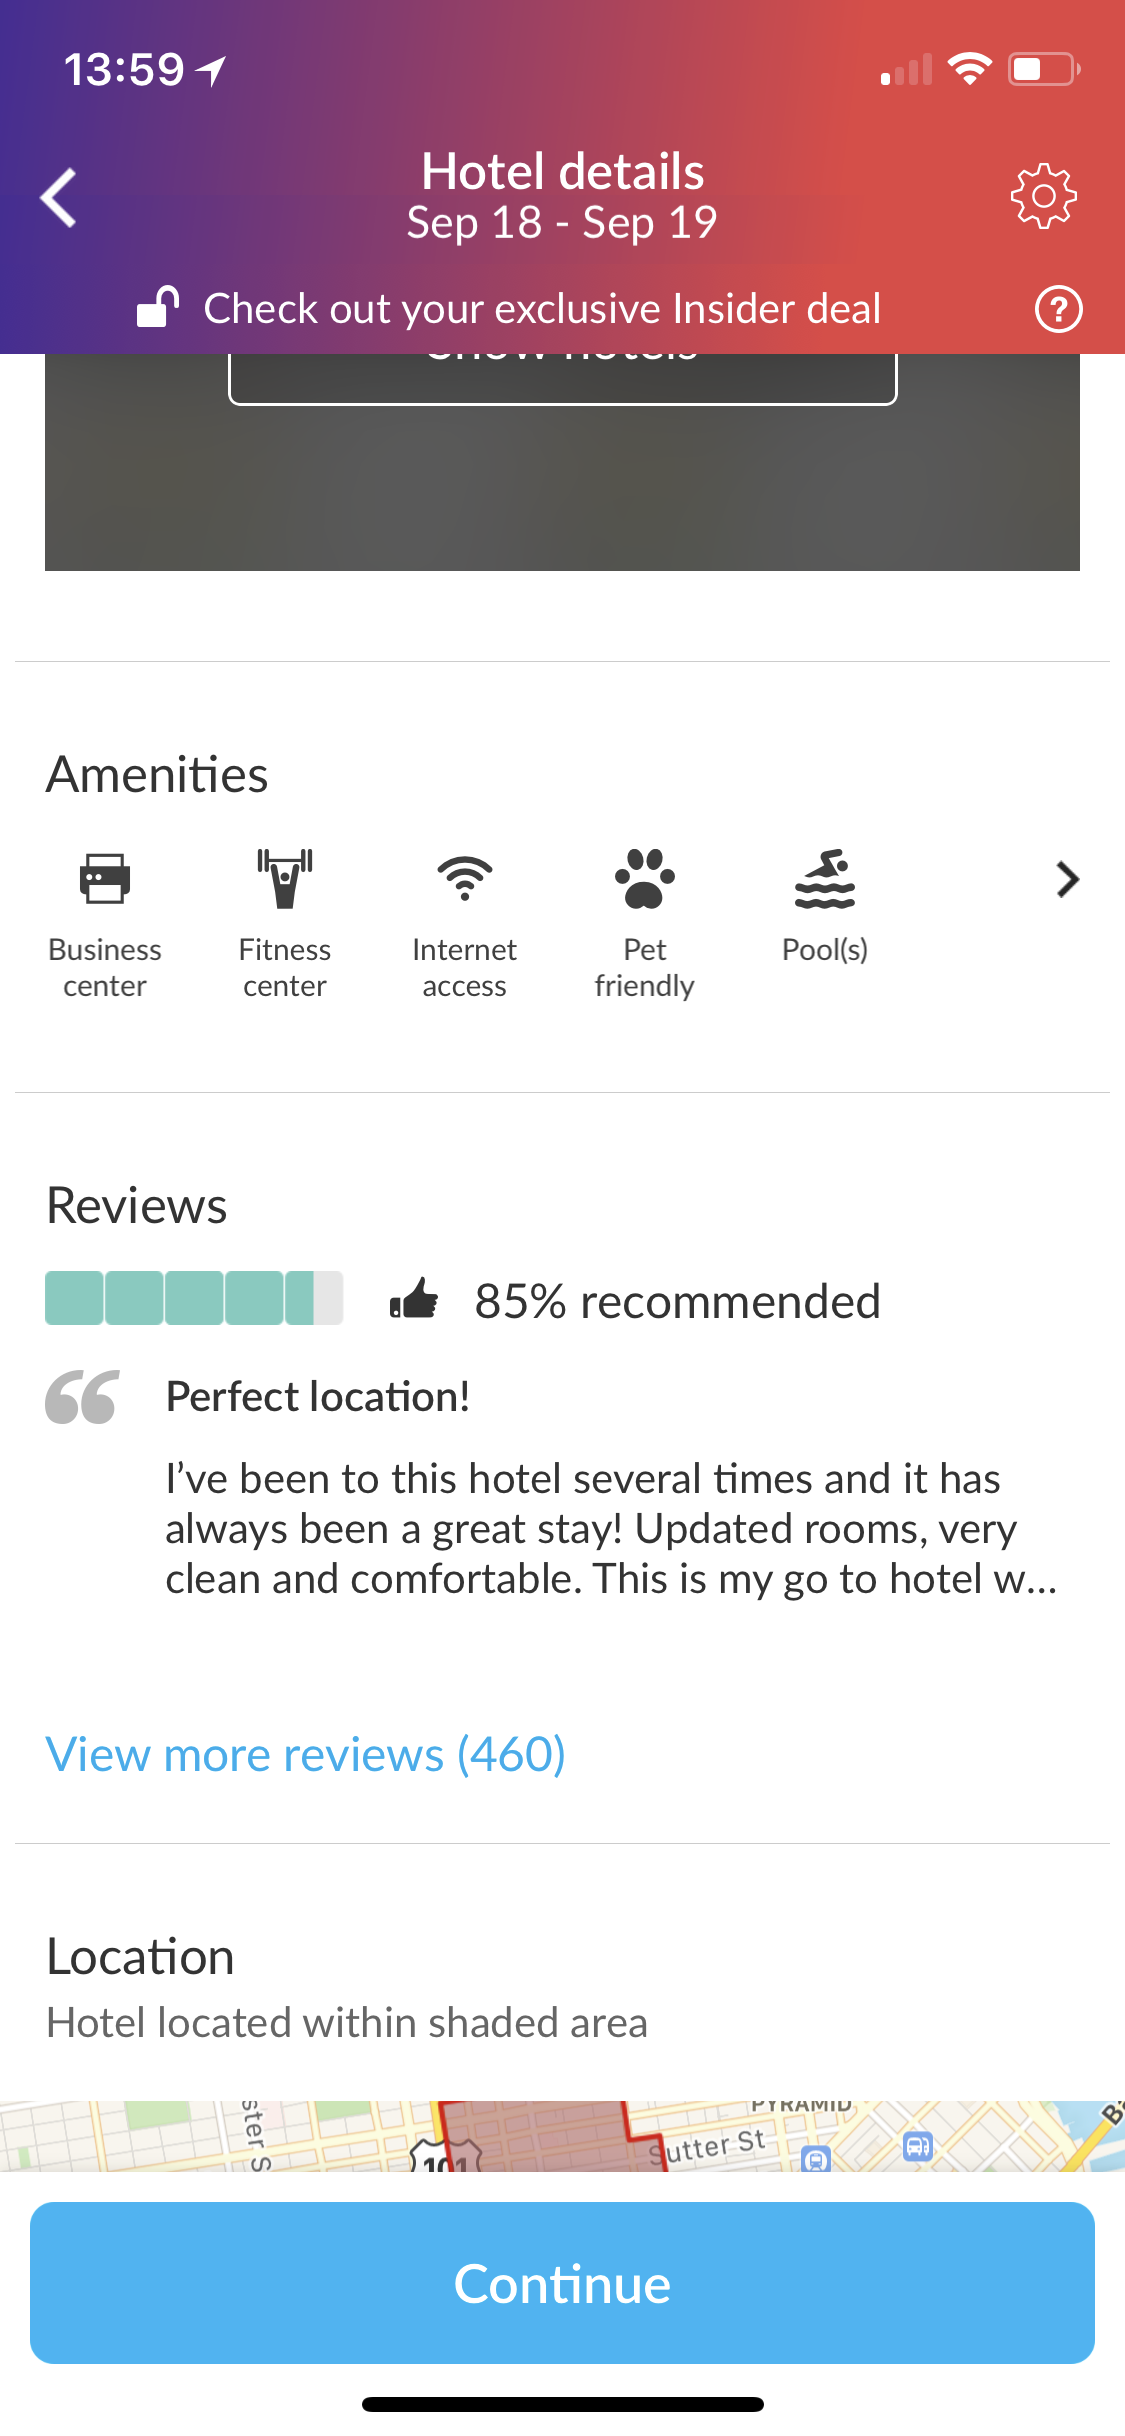 13:59
Hotel details
Sep 18 - Sep 19
Check out your exclusive Insider deal
?
Show hotels
Amenities
Business center
Fitness center
Internet access
Pet friendly
Pool(s)
Reviews
85% recommended
Perfect location!
I’ve been to this hotel several times and it has
always been a great stay! Updated rooms, very
clean and comfortable. This is my go to hotel w...
View more reviews (460)
Location
Hotel located within shaded area
PYRAMID
ster S
101
Sutter St
Continue